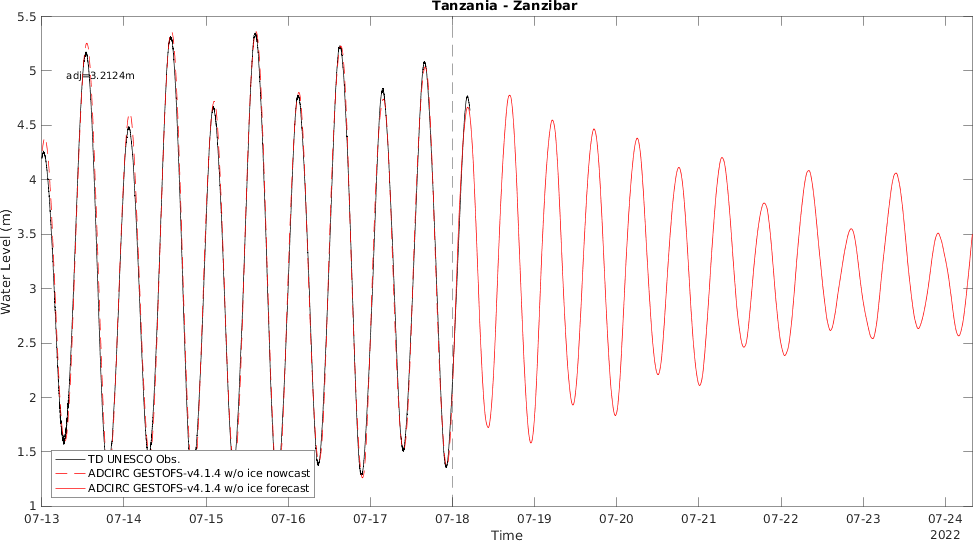 Tanzania - Zanzibar
5.5
5
4.5
4
3.5
3
2.5
2
1.5
1
Water Level (m)
adj=3.2124m
TD UNESCO Obs.
ADCIRC GESTOFS-v4.1.4 w/o ice nowcast
ADCIRC GESTOFS-v4.1.4 w/o ice forecast
07-13 07-14 07-15 07-16 07-17 07-18 07-19 07-20 07-21 07-22 07-23 07-24
Time
2022